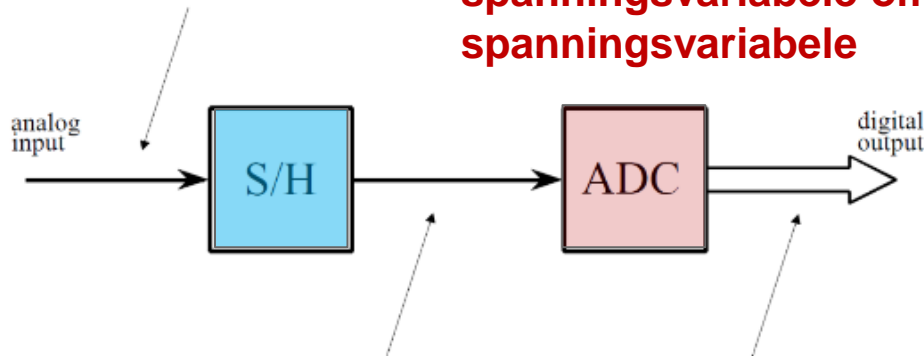 spanningsvariabele
analog
input
S/H
ADC
digital
output